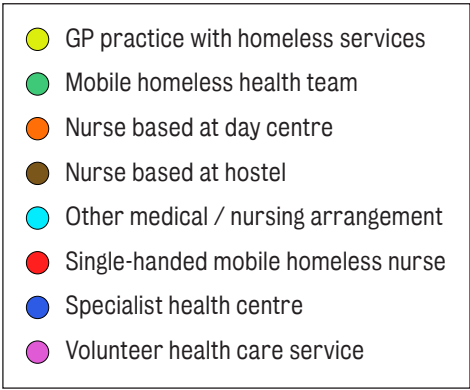 GP practice with homeless services
Mobile homeless health team
Nurse based at day centre
Nurse based at hostel
Other medical / nursing arrangement
Single-handed mobile homeless nurse
Specialist health centre
Volunteer health care service